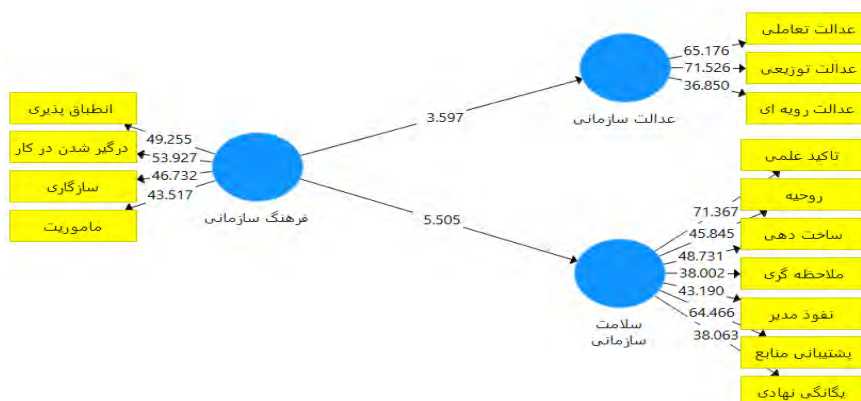 عدالت تعاملی
65.176
عدالت توزیعی
71.526
عدالت رویه ای
36.850
عدالت سازمانی
3.597
انطباق پذیری
49.255
درگیر شدن در کار
53.927
سازگاری
46.732
ماموریت
43.517
فرهنگ سازمانی
5.505
تاکید علمی
71.367
روحیه
45.845
ساخت دهی
48.731
ملاحظه گری
38.002
نفوذ مدیر
43.190
پشتیبانی منابع
64.466
یگانگی نهادی
38.063
سلامت
سازمانی